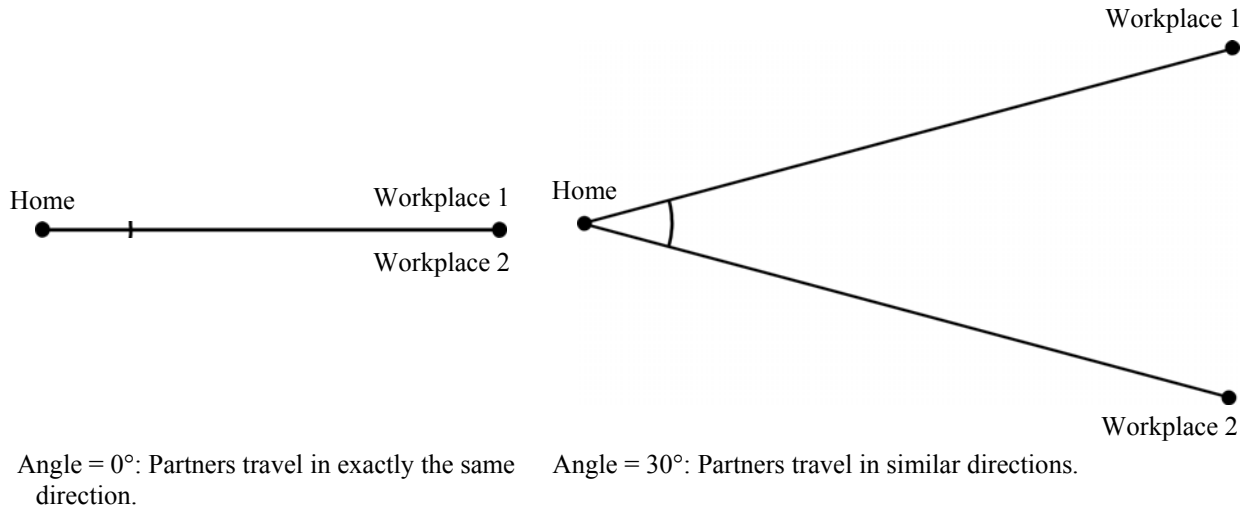 Home
Workplace 1
Workplace 2
Angle = 0°: Partners travel in exactly the same
direction.
Workplace 1
Home
Workplace 2
Angle = 30°: Partners travel in similar directions.